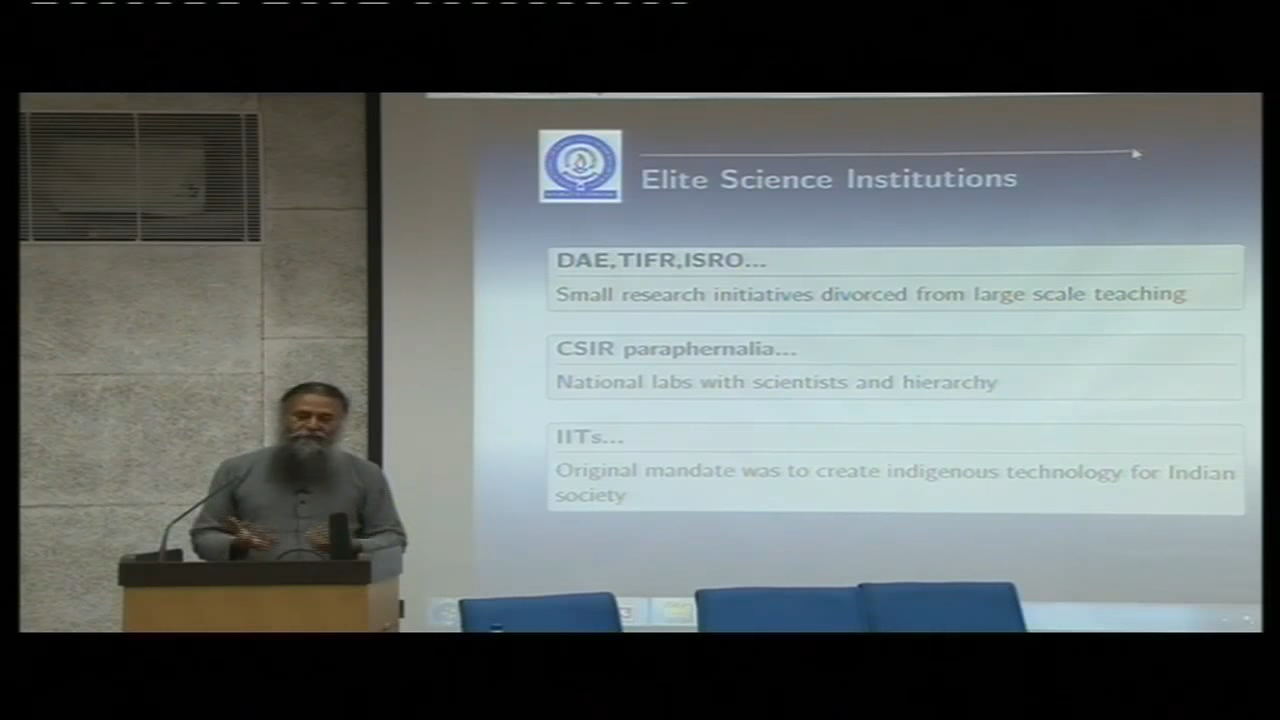 Elite Science Institutions
DAE,TIFR,ISRO...
Small research initiatives divorced from large scale teaching
CSIR paraphernalia...
National labs with scientists and hierarchy
IITs...
Original mandate was to create indigenous technology for Indian
society